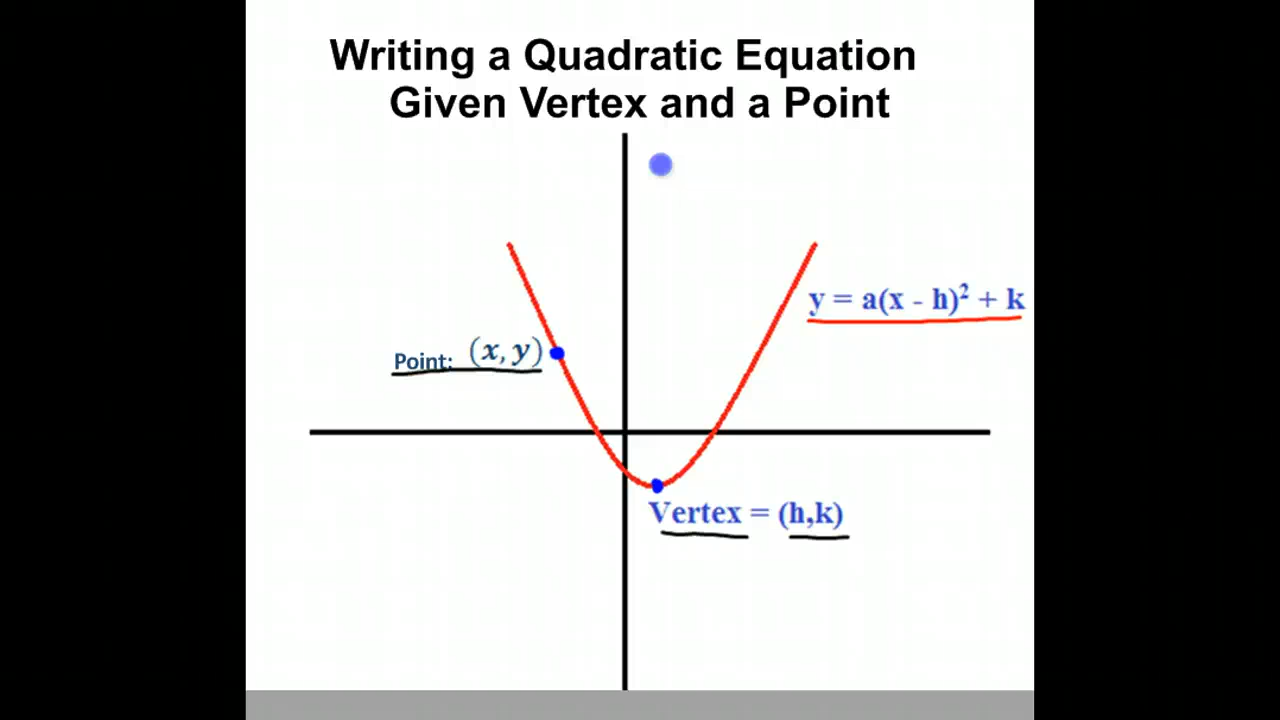 Writing a Quadratic Equation
Given Vertex and a Point
y = a(x - h)² + k
Point: (x, y)
Vertex = (h,k)